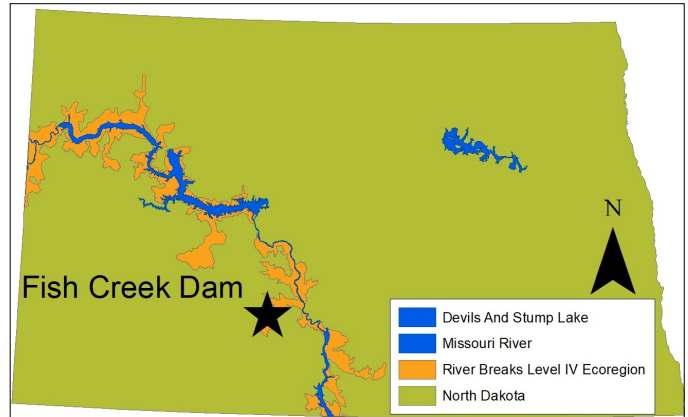 N
Fish Creek Dam
Devils And Stump Lake
Missouri River
River Breaks Level IV Ecoregion
North Dakota